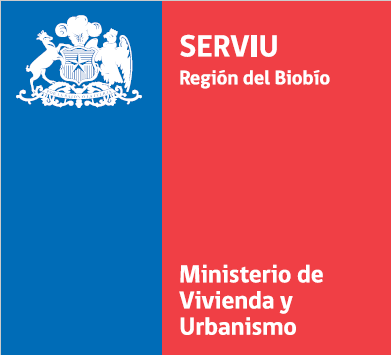 SERVIU
Región del Biobío
Ministerio de
Vivienda y
Urbanismo